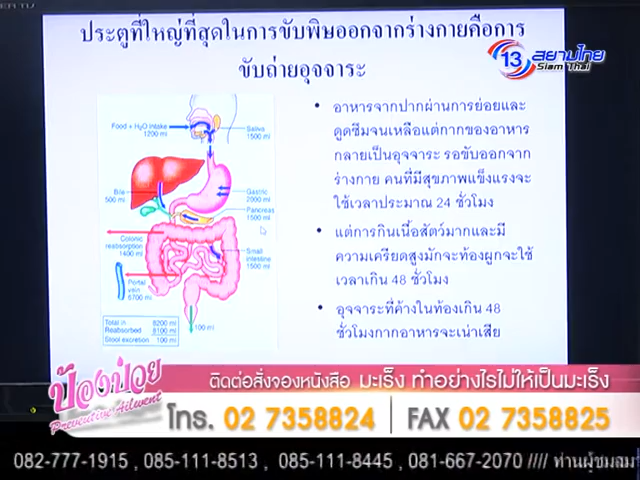 ประตูที่ใหญ่ที่สุดในการขับพิษออกจากร่างกายคือการ
ขับถ่ายอุจจาระ
13 สยามไทย
Siam Thai
• อาหารจากปากผ่านการย่อยและ
ดูดซึมจนเหลือแต่กากของอาหาร
กลายเป็นอุจจาระ รอขับออกจาก
ร่างกาย คนที่มีสุขภาพแข็งแรงจะ
ใช้เวลาประมาณ 24 ชั่วโมง
• แต่การกินเนื้อสัตว์มากและมี
ความเครียดสูงมักจะท้องผูกจะใช้
เวลาเกิน 48 ชั่วโมง
• อุจจาระที่ค้างในท้องเกิน 48
ชั่วโมงกากอาหารจะเน่าเสีย
Food + H₂O intake
1200 ml
Saliva
1500 ml
Bile
500 ml
Gastric
2000 ml
Pancreas
1500 ml
Colonic
reabsorption
1400 ml
Small
intestine
1500 ml
Portal
vein
6700 ml
100 ml
Total in 8200 ml
Reabsorbed 8100 ml
Stool excretion 100 ml
ป้องป่วย
Preventive Ailment
ติดต่อสั่งจองหนังสือ มะเร็ง ทำอย่างไรไม่ให้เป็นมะเร็ง
โทร. 02 7358824 | FAX 02 7358825
082-777-1915 , 085-111-8513 , 085-111-8445 , 081-667-2070 //// ท่านผู้ชมสม